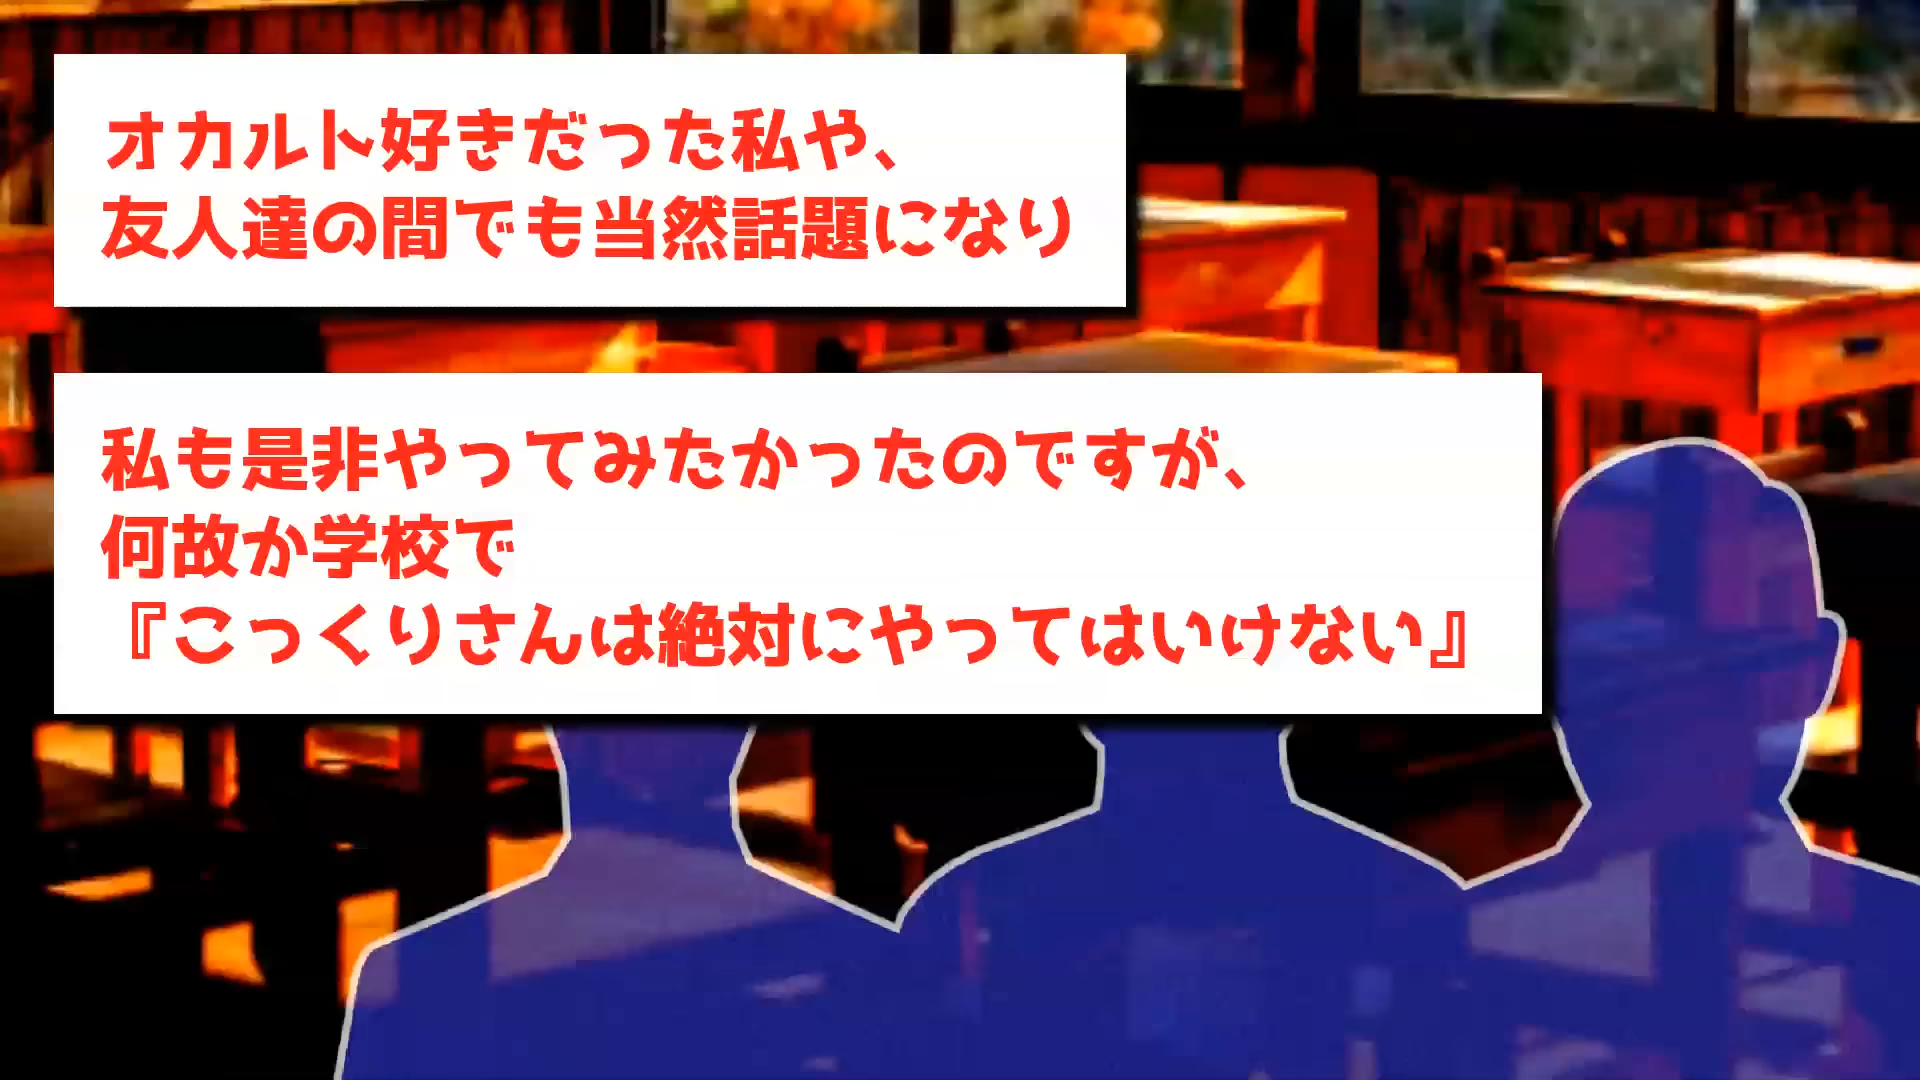 オカルト好きだった私や、
友人達の間でも当然話題になり
私も是非やってみたかったのですが、
何故か学校で
『こっくりさんは絶対にやってはいけない』